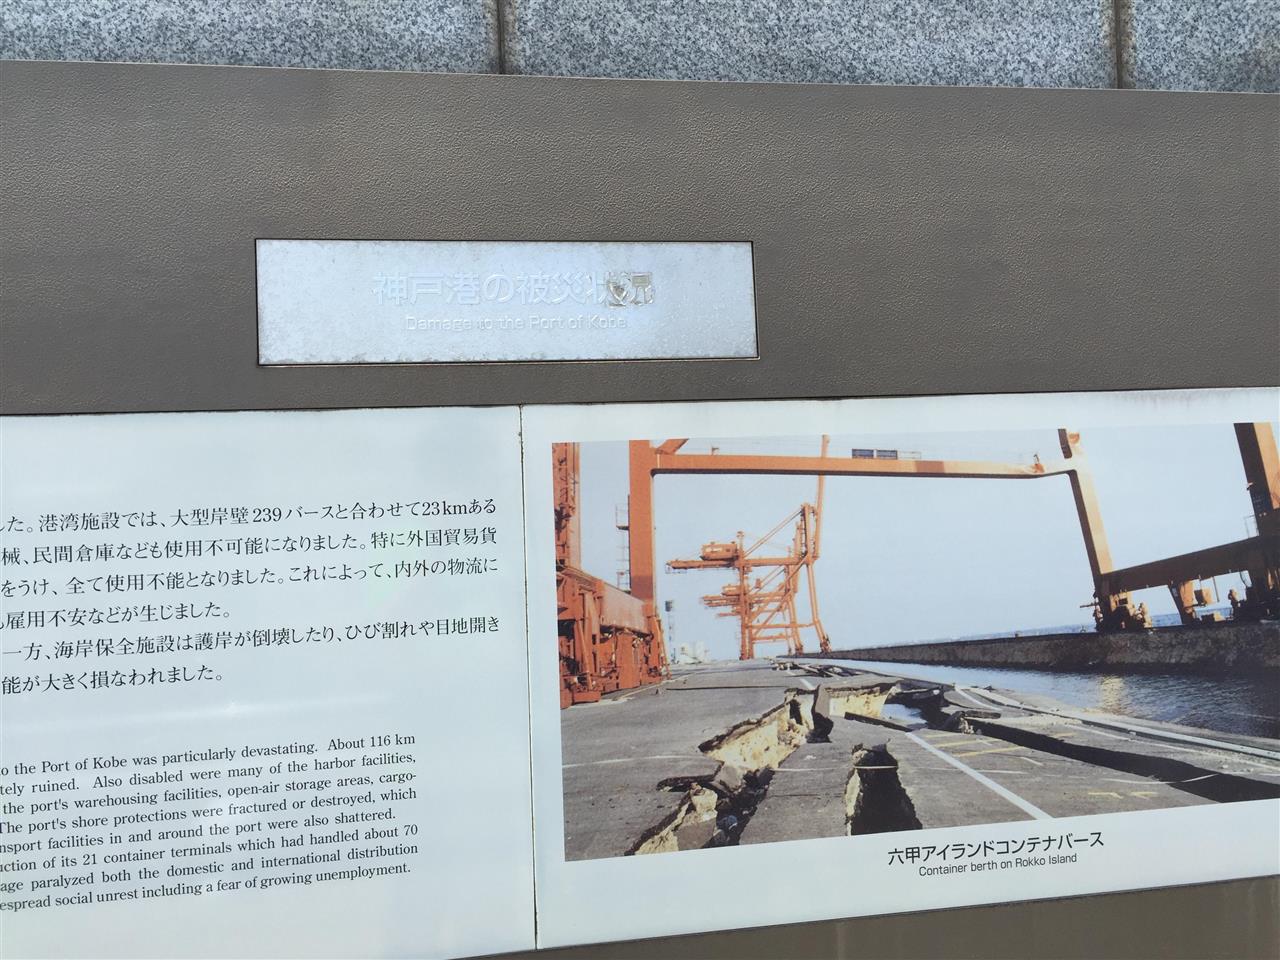 神戸港の被災状況
Damage to the Port of Kobe
した。港湾施設では、大型岸壁239バースと合わせて23kmある
械、民間倉庫なども使用不可能になりました。特に外国貿易貨
をうけ、全て使用不能となりました。これによって、内外の物流に
雇用不安などが生じました。
一方、海岸保全施設は護岸が倒壊したり、ひび割れや目地開き
能が大きく損なわれました。
to the Port of Kobe was particularly devastating. About 116 km
tely ruined. Also disabled were many of the harbor facilities,
the port's warehousing facilities, open-air storage areas, cargo-
The port's shore protections were fractured or destroyed, which
nsport facilities in and around the port were also shattered.
uction of its 21 container terminals which had handled about 70
age paralyzed both the domestic and international distribution
espread social unrest including a fear of growing unemployment.
六甲アイランドコンテナバース
Container berth on Rokko Island